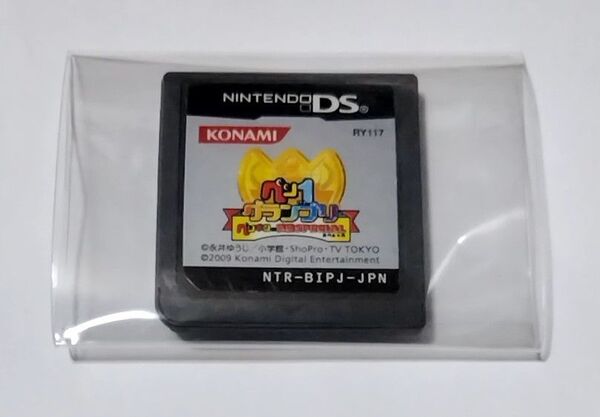 NINTENDO DS
KONAMI
RY117
ペン1
グランプリ
©永井ゆうじ/小学館・ShoPro・TV TOKYO
©2009 Konami Digital Entertainment
NTR-BIPJ-JPN